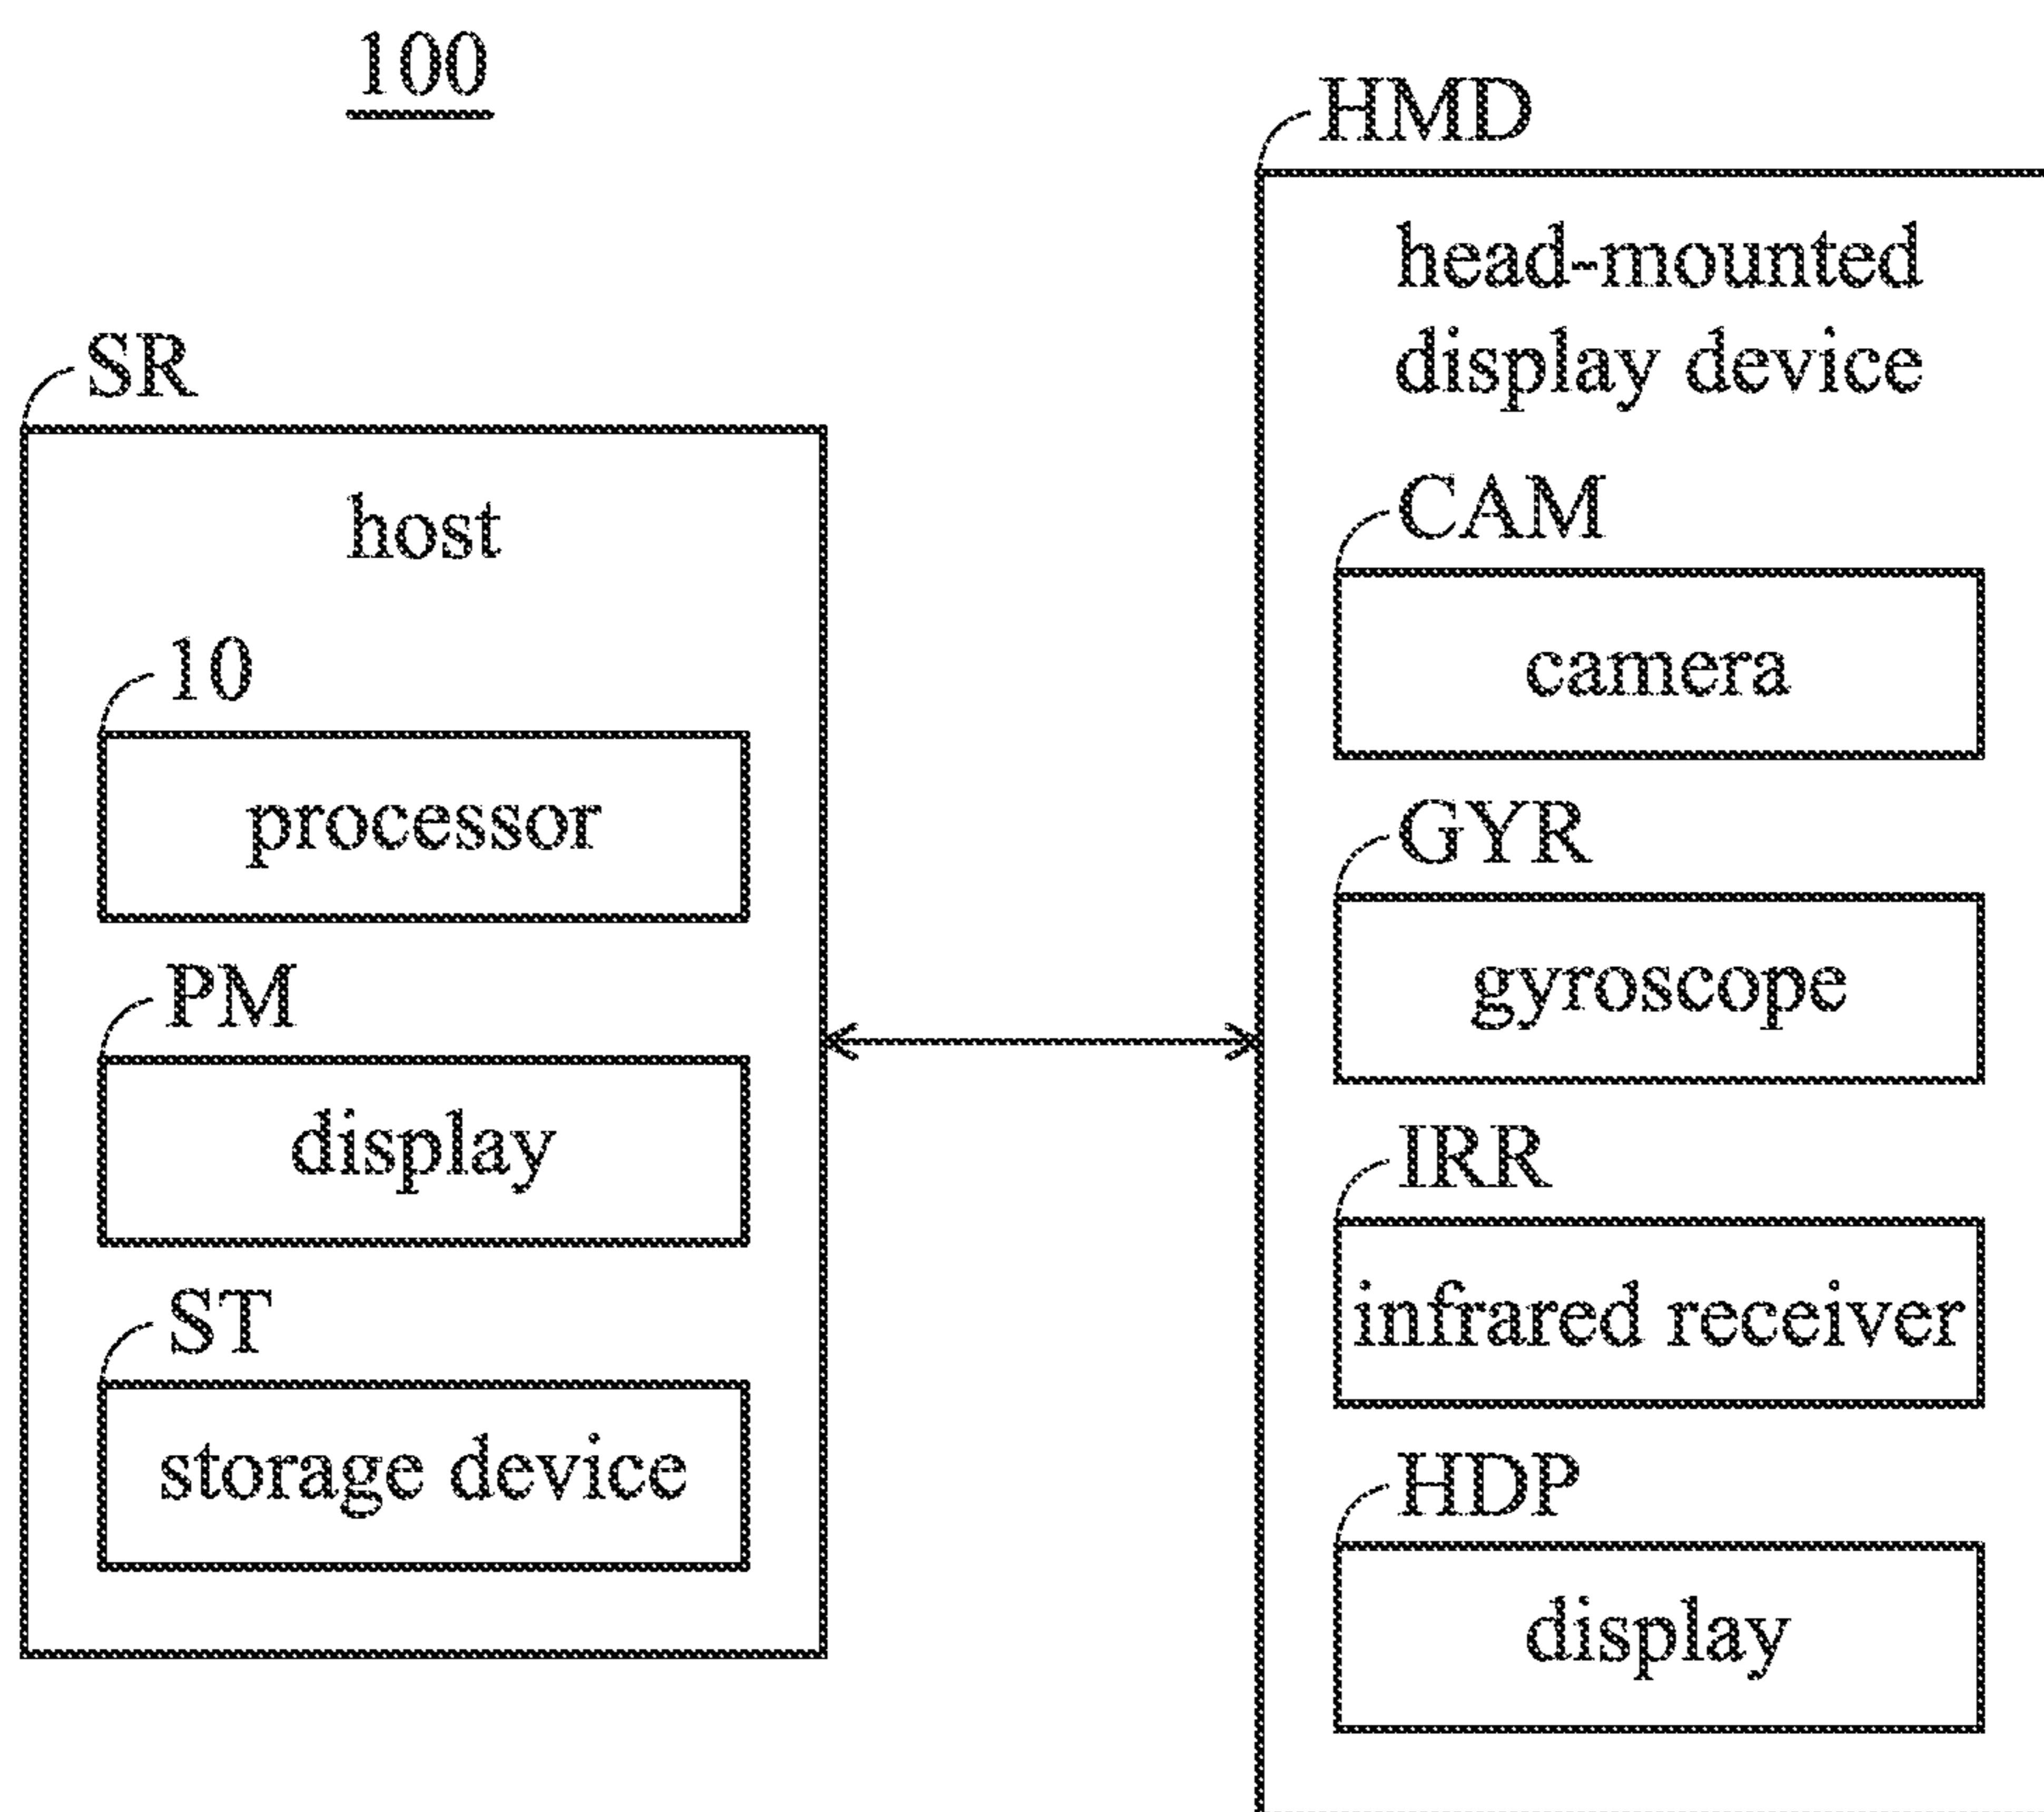 100
SR
host
10
processor
PM
display
ST
storage device
HMD
head-mounted
display device
CAM
camera
GYR
gyroscope
IRR
infrared receiver
HDP
display